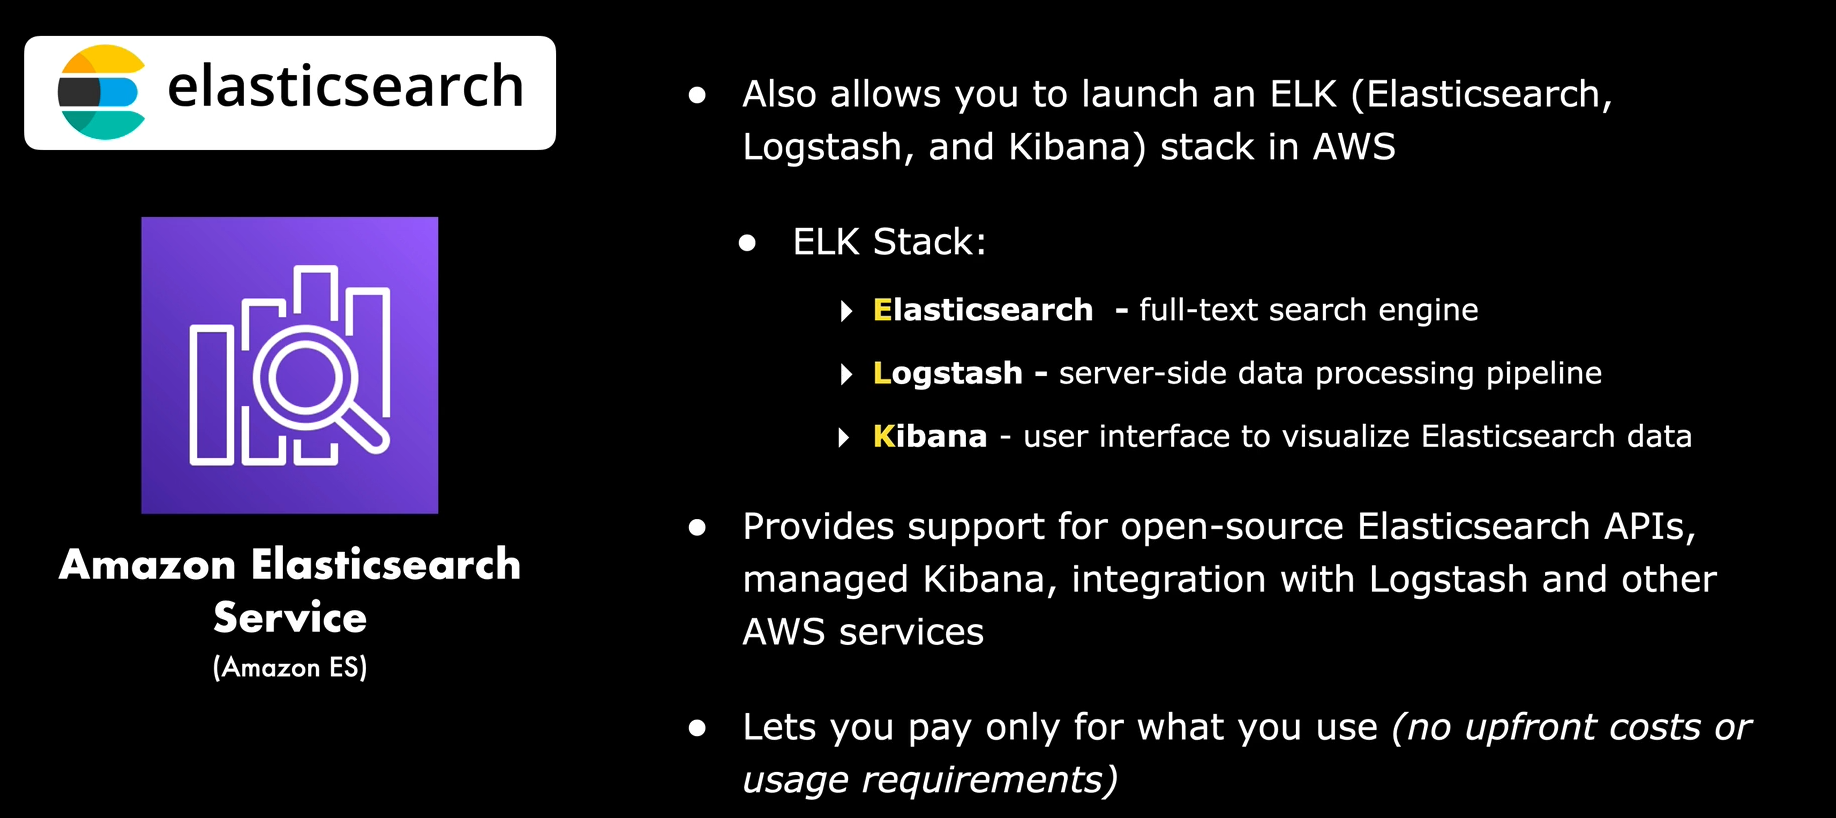 elasticsearch
Amazon Elasticsearch
Service
(Amazon ES)
● Also allows you to launch an ELK (Elasticsearch,
Logstash, and Kibana) stack in AWS
● ELK Stack:
Elasticsearch - full-text search engine
Logstash - server-side data processing pipeline
Kibana - user interface to visualize Elasticsearch data
● Provides support for open-source Elasticsearch APIs,
managed Kibana, integration with Logstash and other
AWS services
● Lets you pay only for what you use (no upfront costs or
usage requirements)